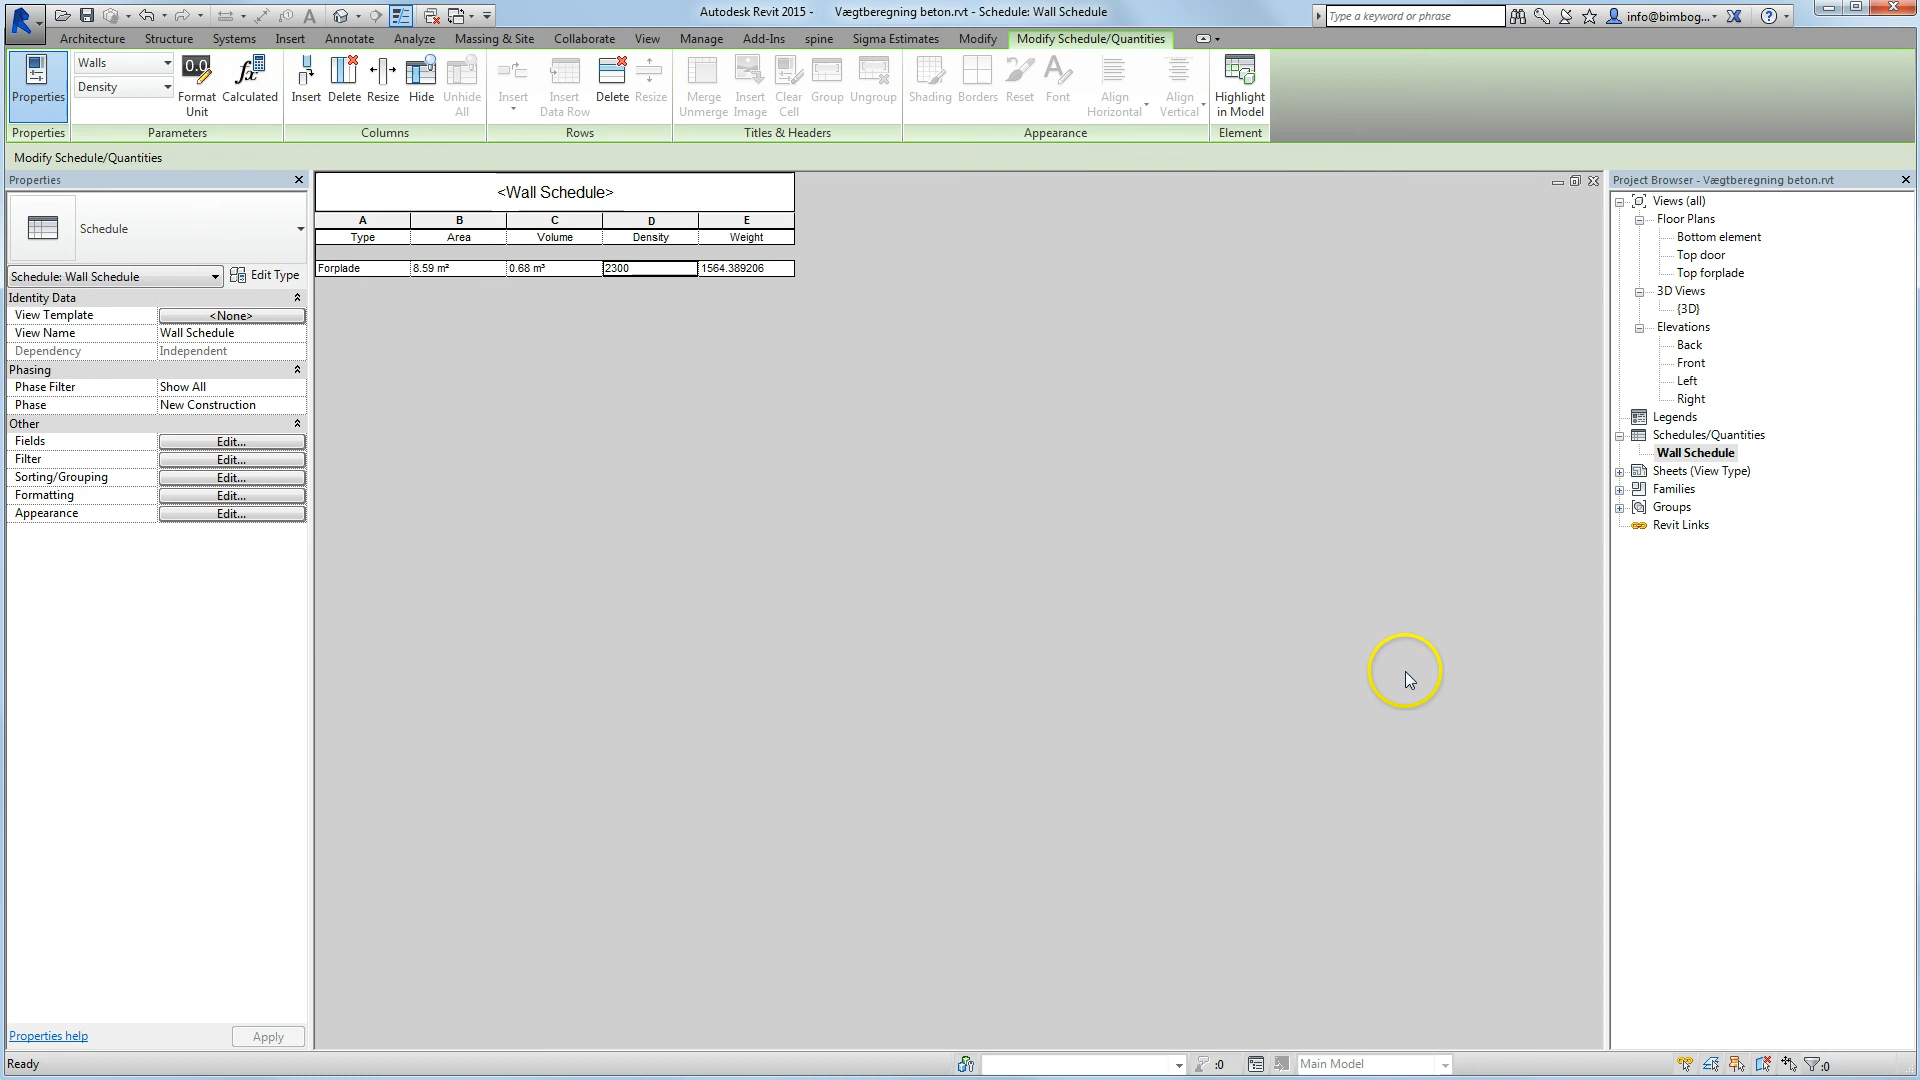 Autodesk Revit 2015 - Vægtberegning beton.rvt - Schedule: Wall Schedule
Type a keyword or phrase
info@bimbog...
Architecture Structure Systems Insert Annotate Analyze Massing & Site Collaborate View Manage Add-Ins spine Sigma Estimates Modify Modify Schedule/Quantities
Properties
Walls
Density
0.0
Format
Unit
Calculated
Insert Delete Resize Hide Unhide
All
Insert Insert
Data Row
Delete Resize
Merge
Unmerge
Insert
Image
Clear
Cell
Group Ungroup
Shading Borders Reset Font Align
Horizontal
Align
Vertical
Highlight
in Model
Properties Parameters Columns Rows Titles & Headers Appearance Element
Modify Schedule/Quantities
Properties
Schedule
Schedule: Wall Schedule
Edit Type
Identity Data
View Template <None>
View Name Wall Schedule
Dependency Independent
Phasing
Phase Filter Show All
Phase New Construction
Other
Fields Edit...
Filter Edit...
Sorting/Grouping Edit...
Formatting Edit...
Appearance Edit...
Properties help
Apply
<Wall Schedule>
A B C D E
Type Area Volume Density Weight
Forplade 8.59 m² 0.68 m³ 2300 1564.389206
Project Browser - Vægtberegning beton.rvt
Views (all)
Floor Plans
Bottom element
Top door
Top forplade
3D Views
{3D}
Elevations
Back
Front
Left
Right
Legends
Schedules/Quantities
Wall Schedule
Sheets (View Type)
Families
Groups
Revit Links
Ready
:0
Main Model
:0